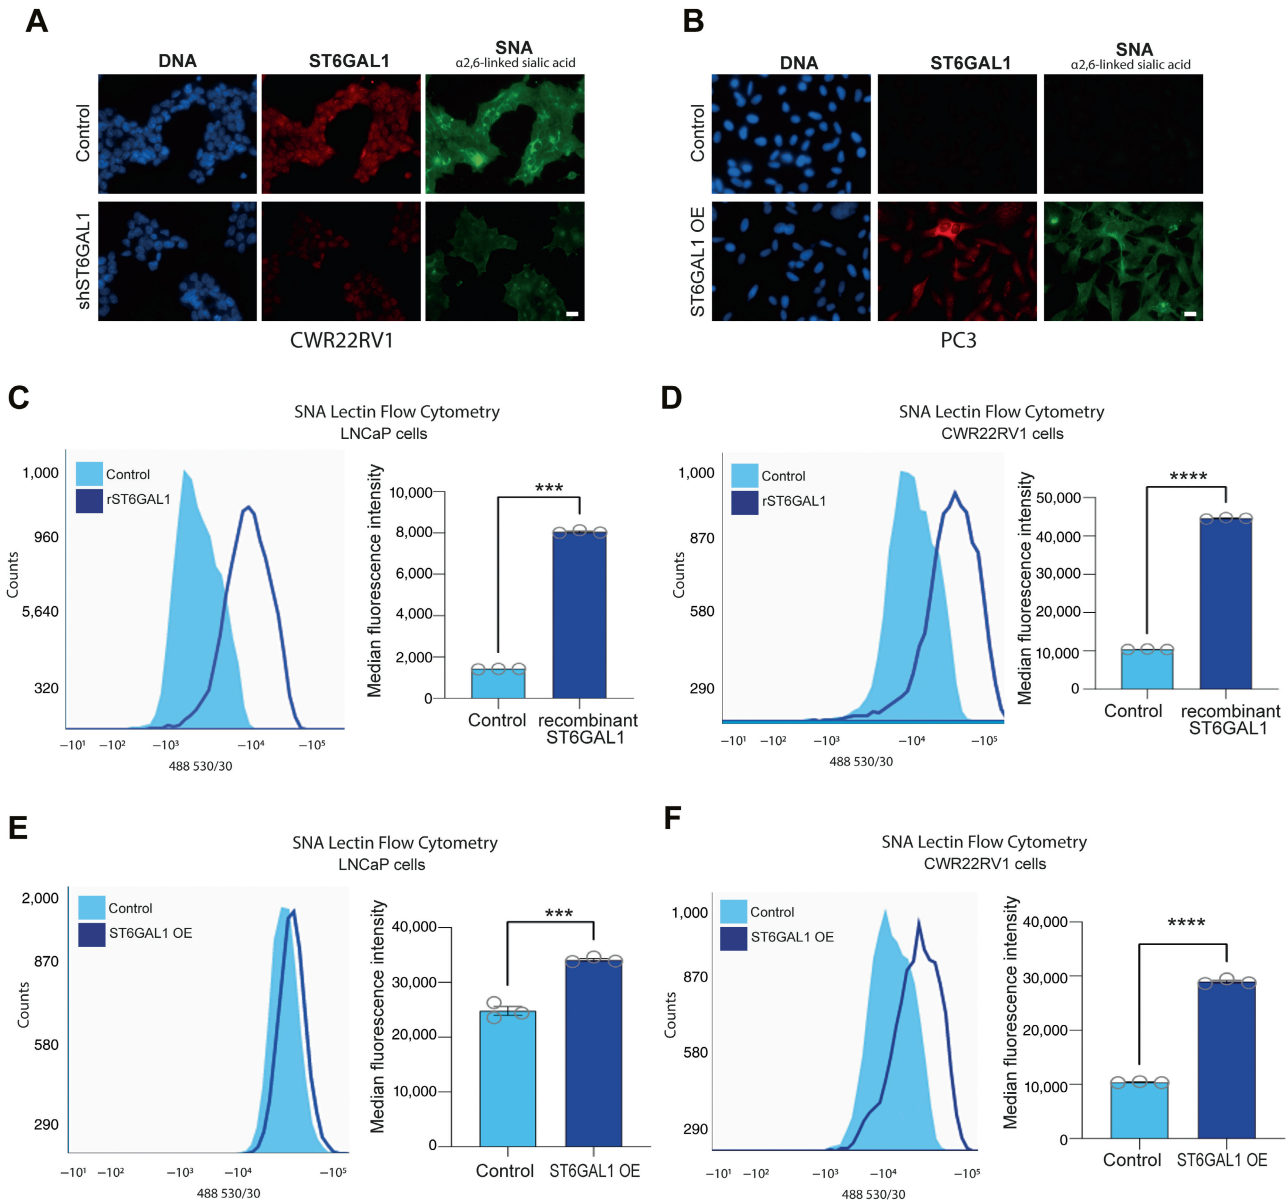 A
DNA
ST6GAL1
SNA
α2,6-linked sialic acid
Control
shST6GAL1
CWR22RV1
B
DNA
ST6GAL1
SNA
α2,6-linked sialic acid
Control
ST6GAL1 OE
PC3
C
SNA Lectin Flow Cytometry
LNCaP cells
Control
rST6GAL1
Counts
1,000
960
5,640
320
−10¹ −10² −10³ −10⁴ −10⁵
488 530/30
Median fluorescence intensity
10,000
8,000
6,000
4,000
2,000
0
***
Control
recombinant
ST6GAL1
D
SNA Lectin Flow Cytometry
CWR22RV1 cells
Control
rST6GAL1
Counts
1,000
870
580
290
−10¹ −10² −10³ −10⁴ −10⁵
488 530/30
Median fluorescence intensity
50,000
40,000
30,000
20,000
10,000
0
****
Control
recombinant
ST6GAL1
E
SNA Lectin Flow Cytometry
LNCaP cells
Control
ST6GAL1 OE
Counts
2,000
870
580
290
−10¹ −10² −10³ −10⁴ −10⁵
488 530/30
Median fluorescence intensity
40,000
30,000
20,000
10,000
0
***
Control ST6GAL1 OE
F
SNA Lectin Flow Cytometry
CWR22RV1 cells
Control
ST6GAL1 OE
Counts
1,000
870
580
290
−10¹ −10² −10³ −10⁴ −10⁵
488 530/30
Median fluorescence intensity
40,000
30,000
20,000
10,000
0
****
Control ST6GAL1 OE